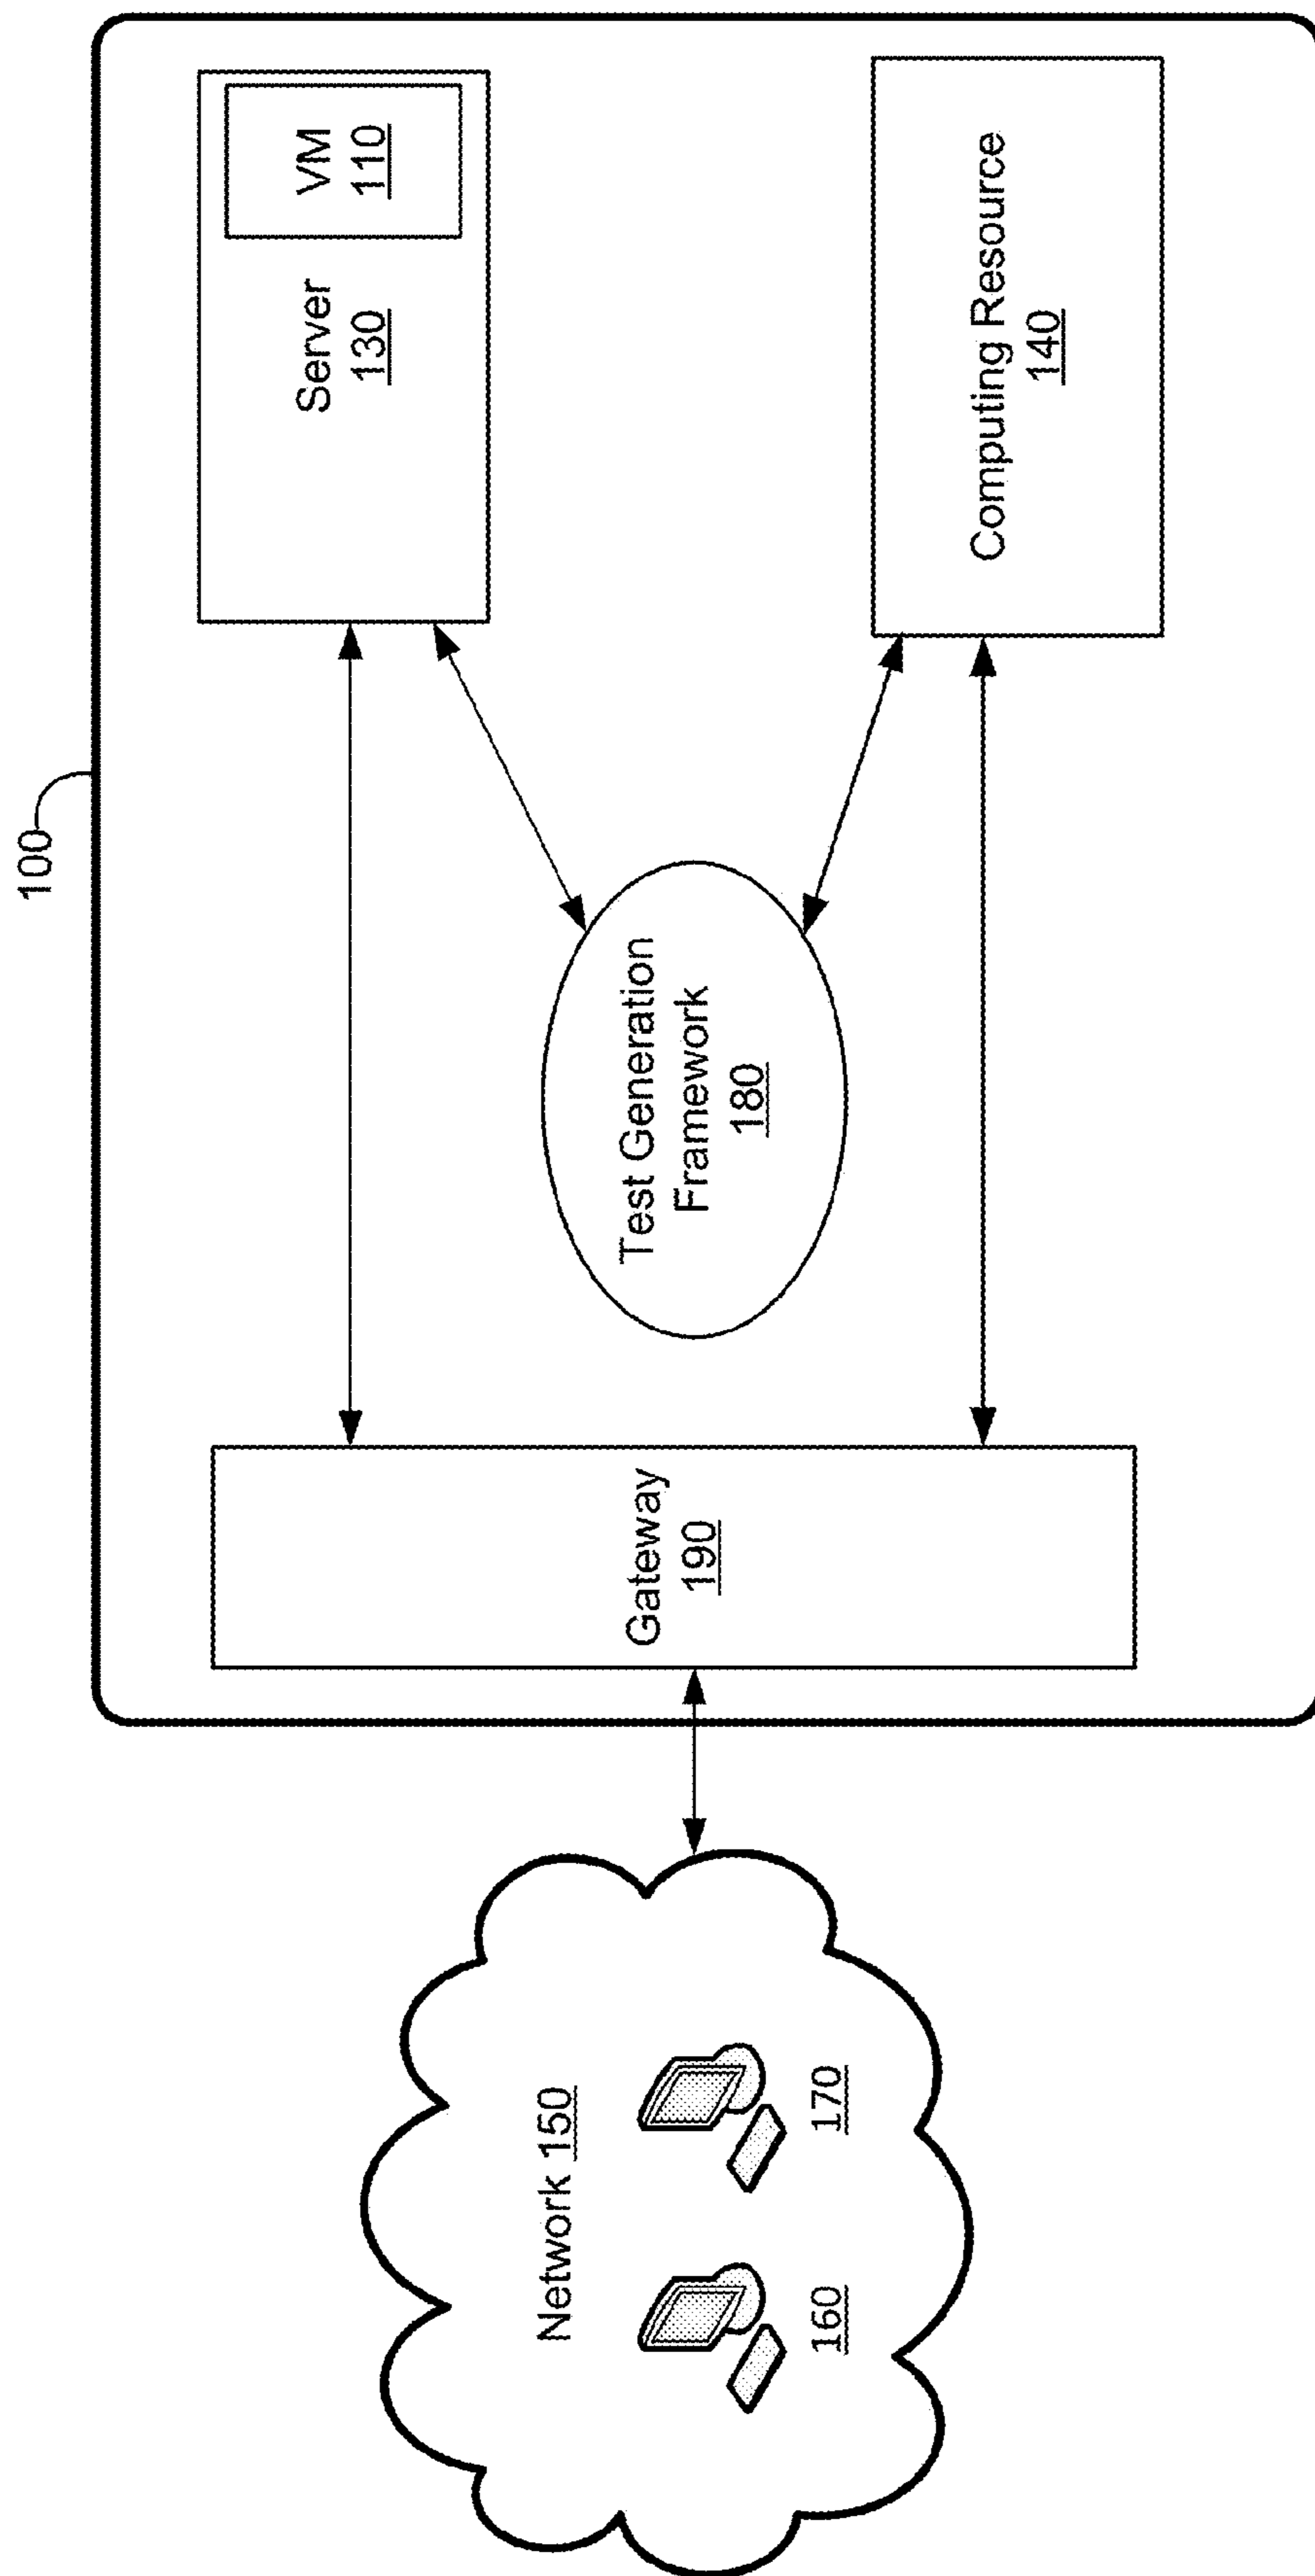 100
Network 150
160
170
Gateway
190
Test Generation
Framework
180
Server
130
VM
110
Computing Resource
140